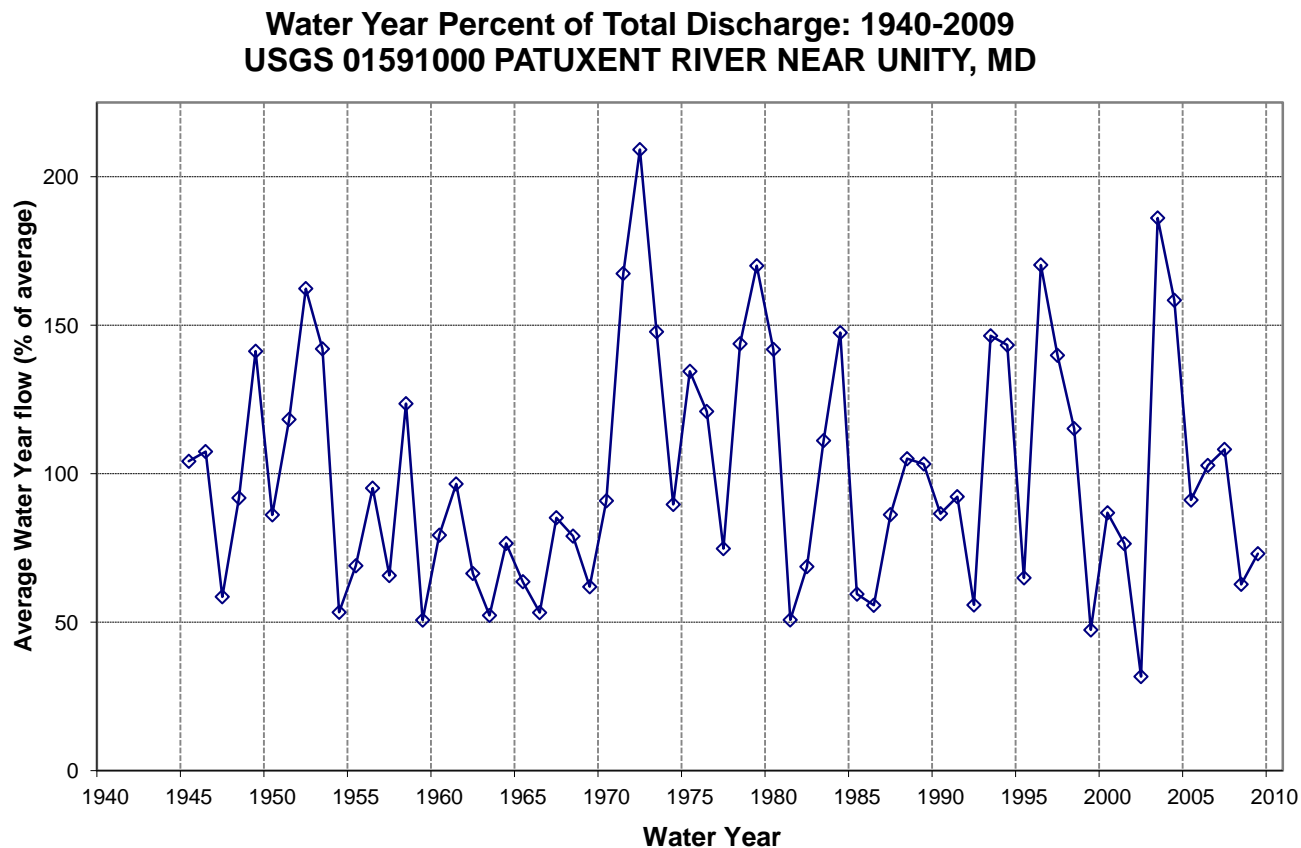 Water Year Percent of Total Discharge: 1940-2009
USGS 01591000 PATUXENT RIVER NEAR UNITY, MD
Average Water Year flow (% of average)
200
150
100
50
0
1940 1945 1950 1955 1960 1965 1970 1975 1980 1985 1990 1995 2000 2005 2010
Water Year